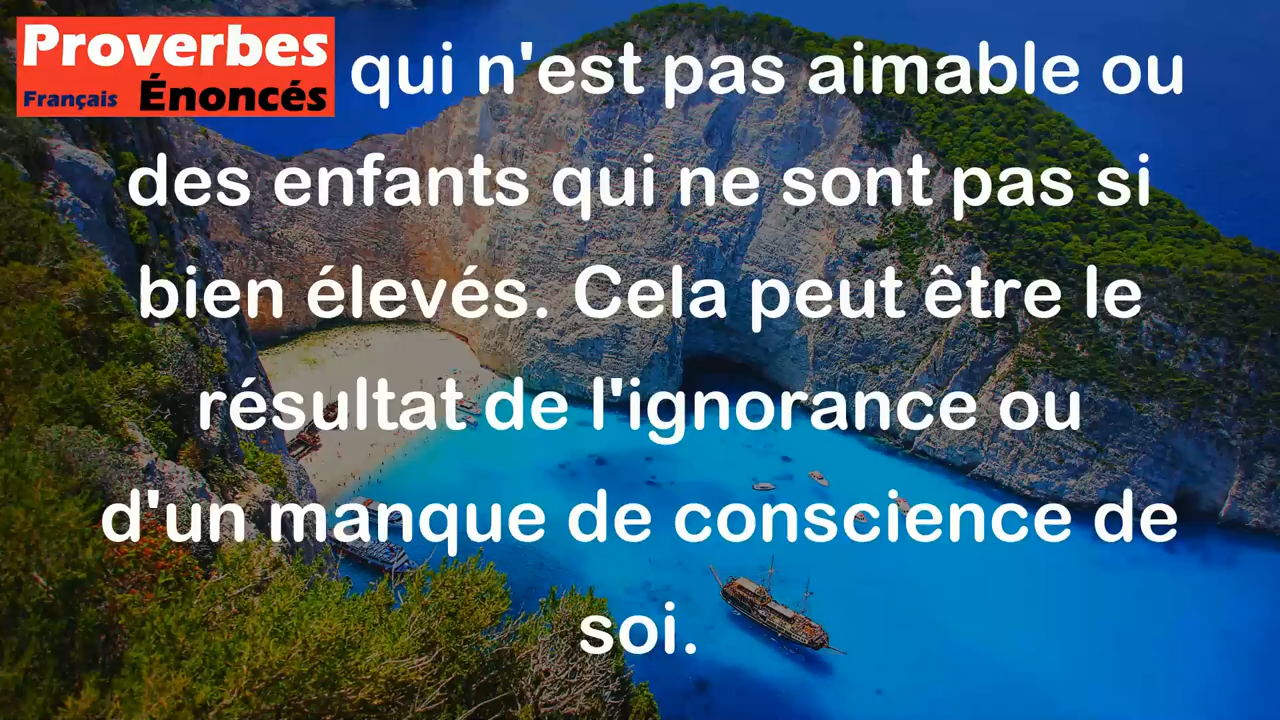 Proverbes
Français Énoncés
qui n'est pas aimable ou
des enfants qui ne sont pas si
bien élevés. Cela peut être le
résultat de l'ignorance ou
d'un manque de conscience de
soi.